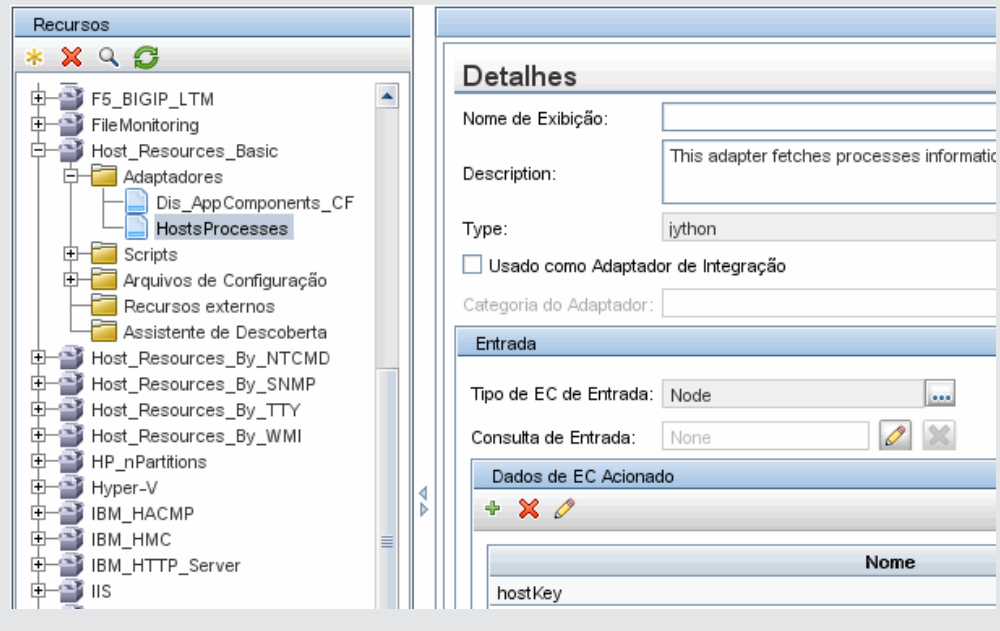 Recursos
F5_BIGIP_LTM
FileMonitoring
Host_Resources_Basic
Adaptadores
Dis_AppComponents_CF
HostsProcesses
Scripts
Arquivos de Configuração
Recursos externos
Assistente de Descoberta
Host_Resources_By_NTCMD
Host_Resources_By_SNMP
Host_Resources_By_TTY
Host_Resources_By_WMI
HP_nPartitions
Hyper-V
IBM_HACMP
IBM_HMC
IBM_HTTP_Server
IIS
Detalhes
Nome de Exibição:
Description: This adapter fetches processes informatic
Type: jython
Usado como Adaptador de Integração
Categoria do Adaptador:
Entrada
Tipo de EC de Entrada: Node ...
Consulta de Entrada: None
Dados de EC Acionado
Nome
hostKey